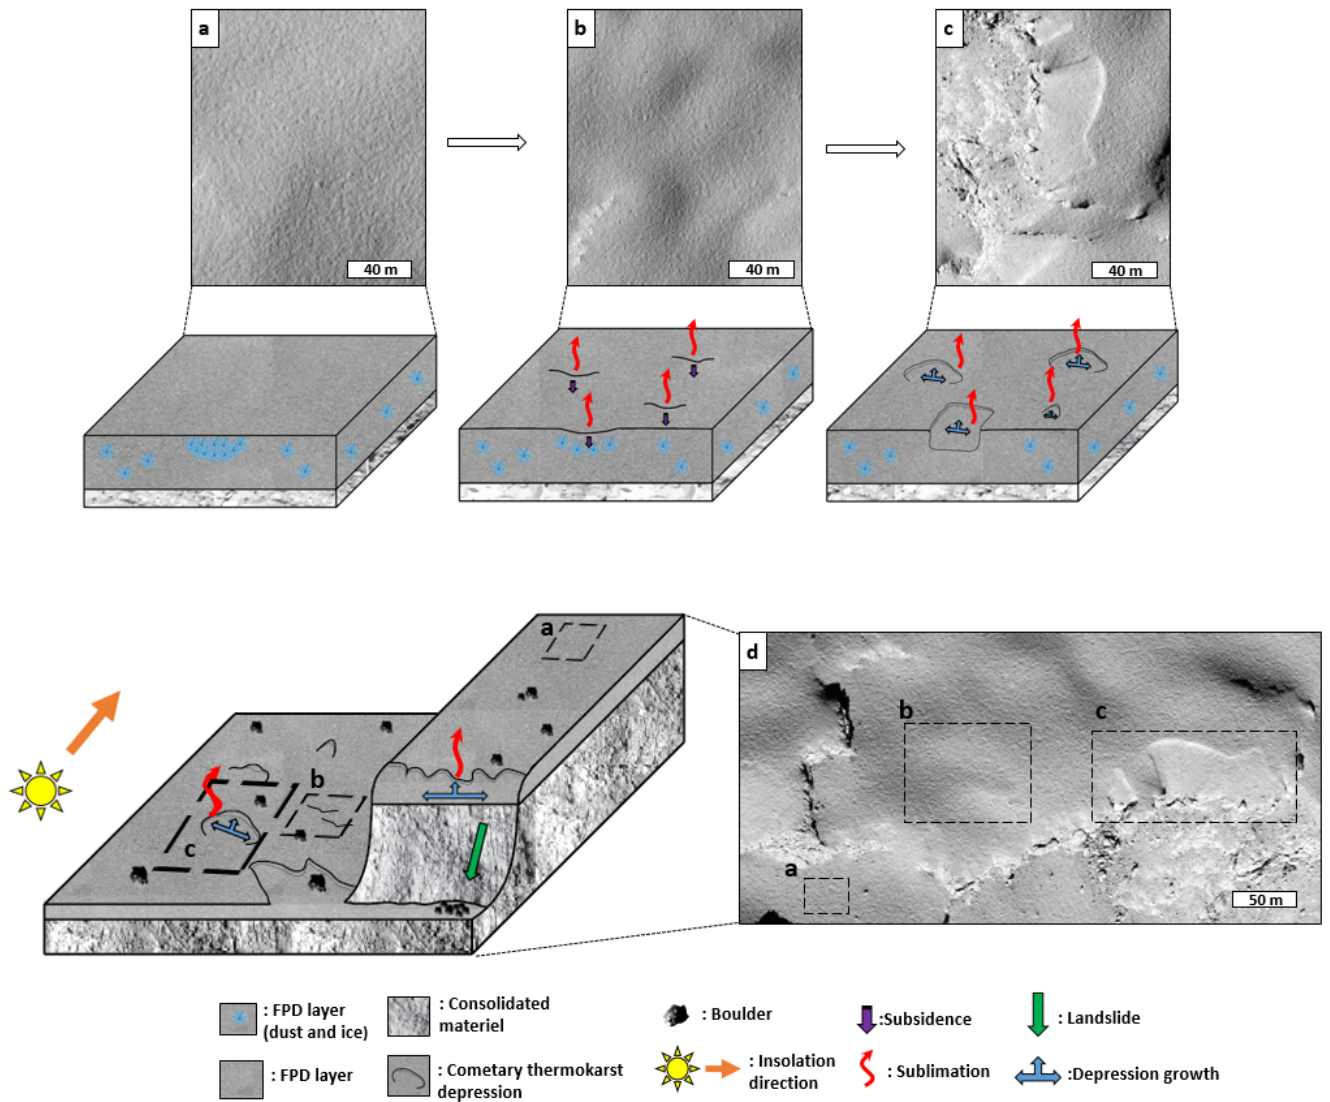 a
b
c
40 m
40 m
40 m
a
b
c
d
b
c
a
50 m
: FPD layer
(dust and ice)
: Consolidated
materiel
: Boulder
:Subsidence
: Landslide
: FPD layer
: Cometary thermokarst
depression
: Insolation
direction
: Sublimation
:Depression growth